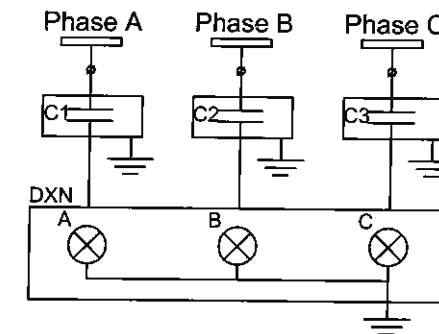 Phase A Phase B Phase C
C1 C2 C3
DXN
A B C